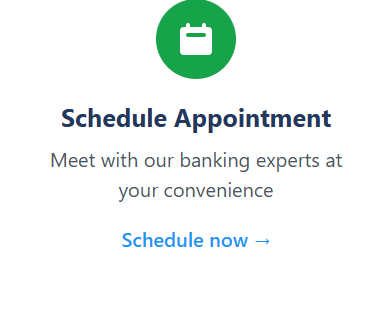 Schedule Appointment
Meet with our banking experts at
your convenience
Schedule now →